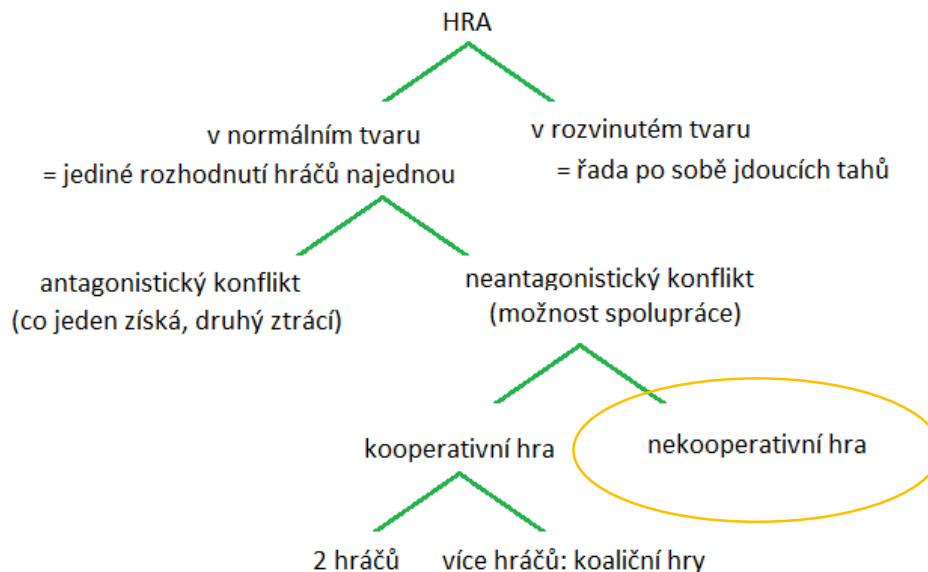 HRA
v normálním tvaru
= jediné rozhodnutí hráčů najednou
v rozvinutém tvaru
= řada po sobě jdoucích tahů
antagonistický konflikt
(co jeden získá, druhý ztrácí)
neantagonistický konflikt
(možnost spolupráce)
kooperativní hra
nekooperativní hra
2 hráčů
více hráčů: koaliční hry